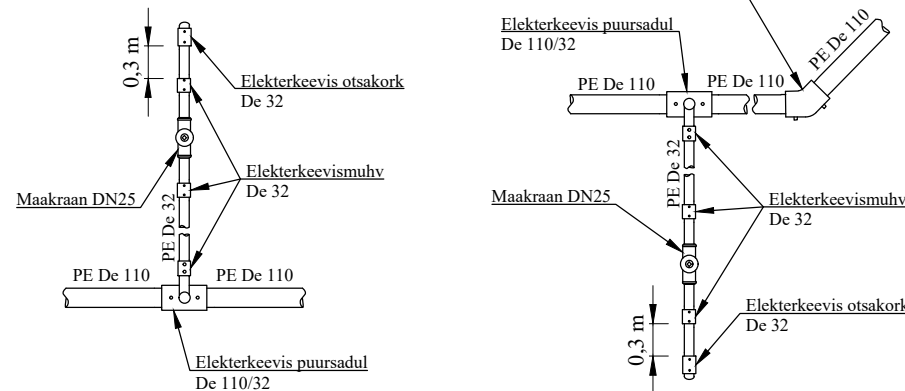 0,3 m
Elekterkeevis otsakork
De 32
Elekterkeevismuhv
De 32
Maakraan DN25
PE De 32
PE De 110
PE De 110
Elekterkeevis puursadul
De 110/32
Elekterkeevis puursadul
De 110/32
PE De 110
PE De 110
PE De 110
PE De 32
Maakraan DN25
Elekterkeevismuhv
De 32
0,3 m
Elekterkeevis otsakork
De 32